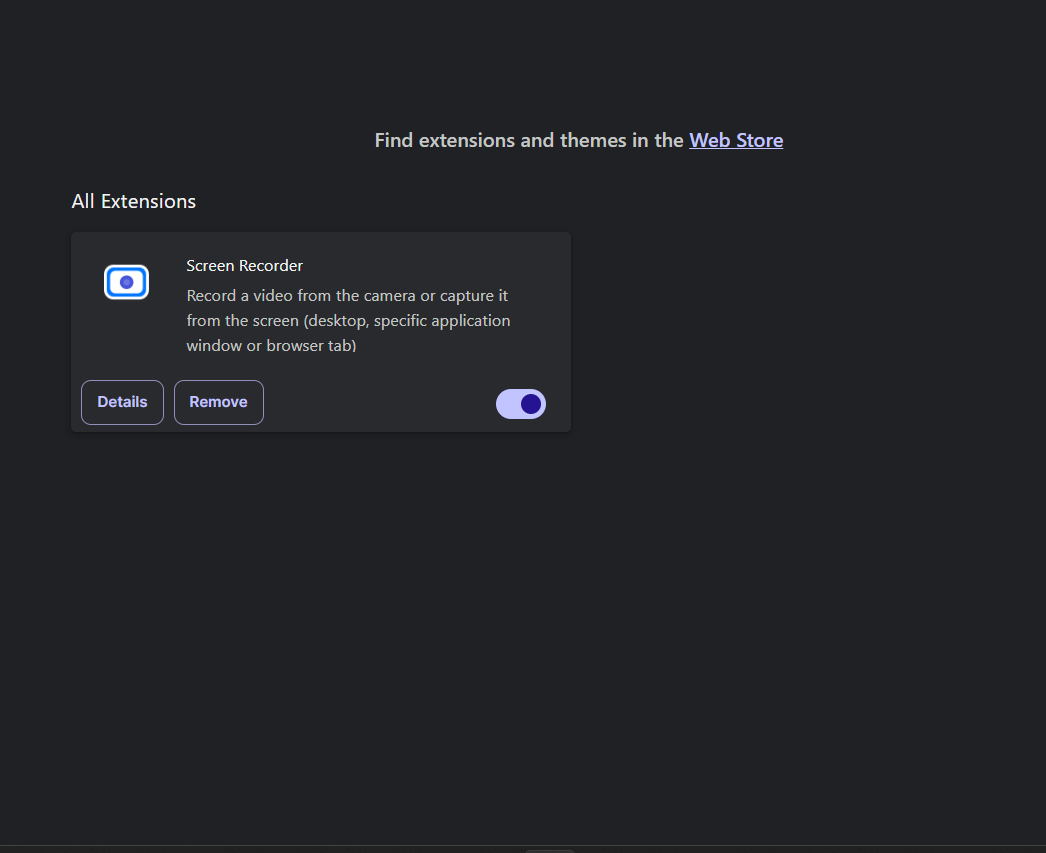 Find extensions and themes in the Web Store
All Extensions
Screen Recorder
Record a video from the camera or capture it
from the screen (desktop, specific application
window or browser tab)
Details
Remove